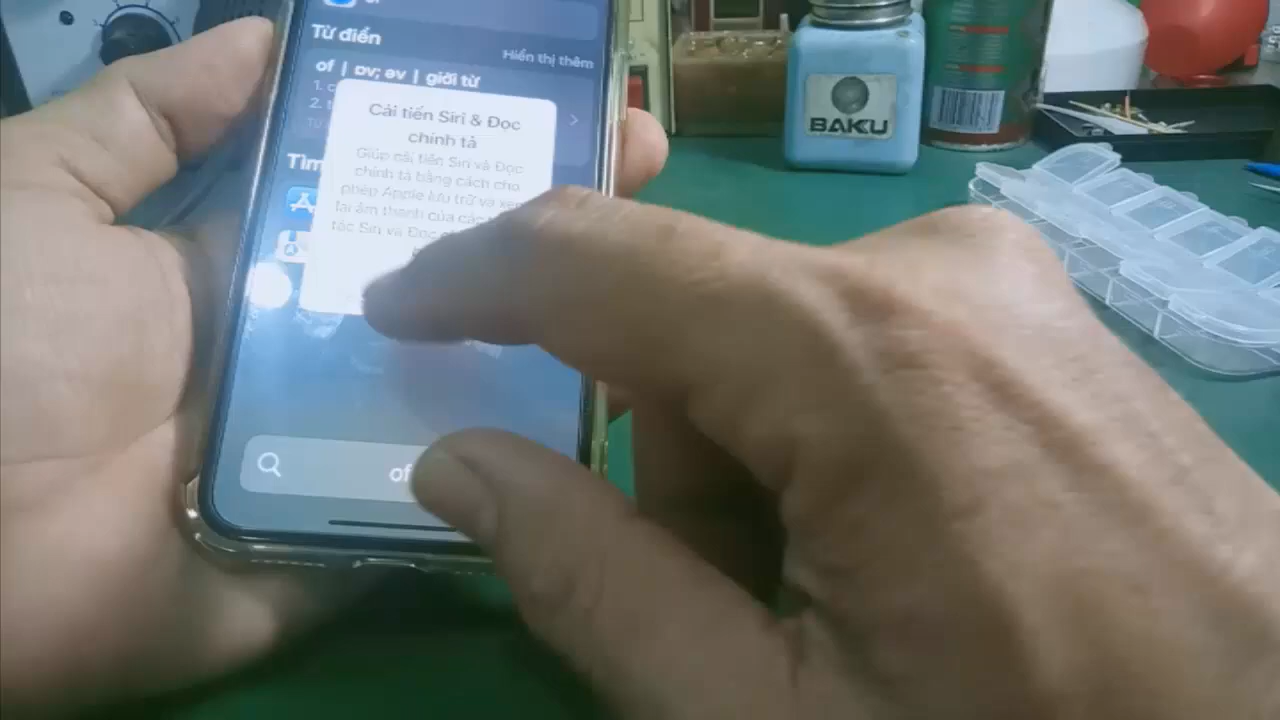 Từ điển
Hiển thị thêm
of | ɒv; əv | giới từ
1. c
2. t
Cải tiến Siri & Đọc
chính tả
Giúp cải tiến Siri và Đọc
chính tả bằng cách cho
phép Apple lưu trữ và xem
lại âm thanh của các
tác Siri và Đọc
Tìm
of
BAKU